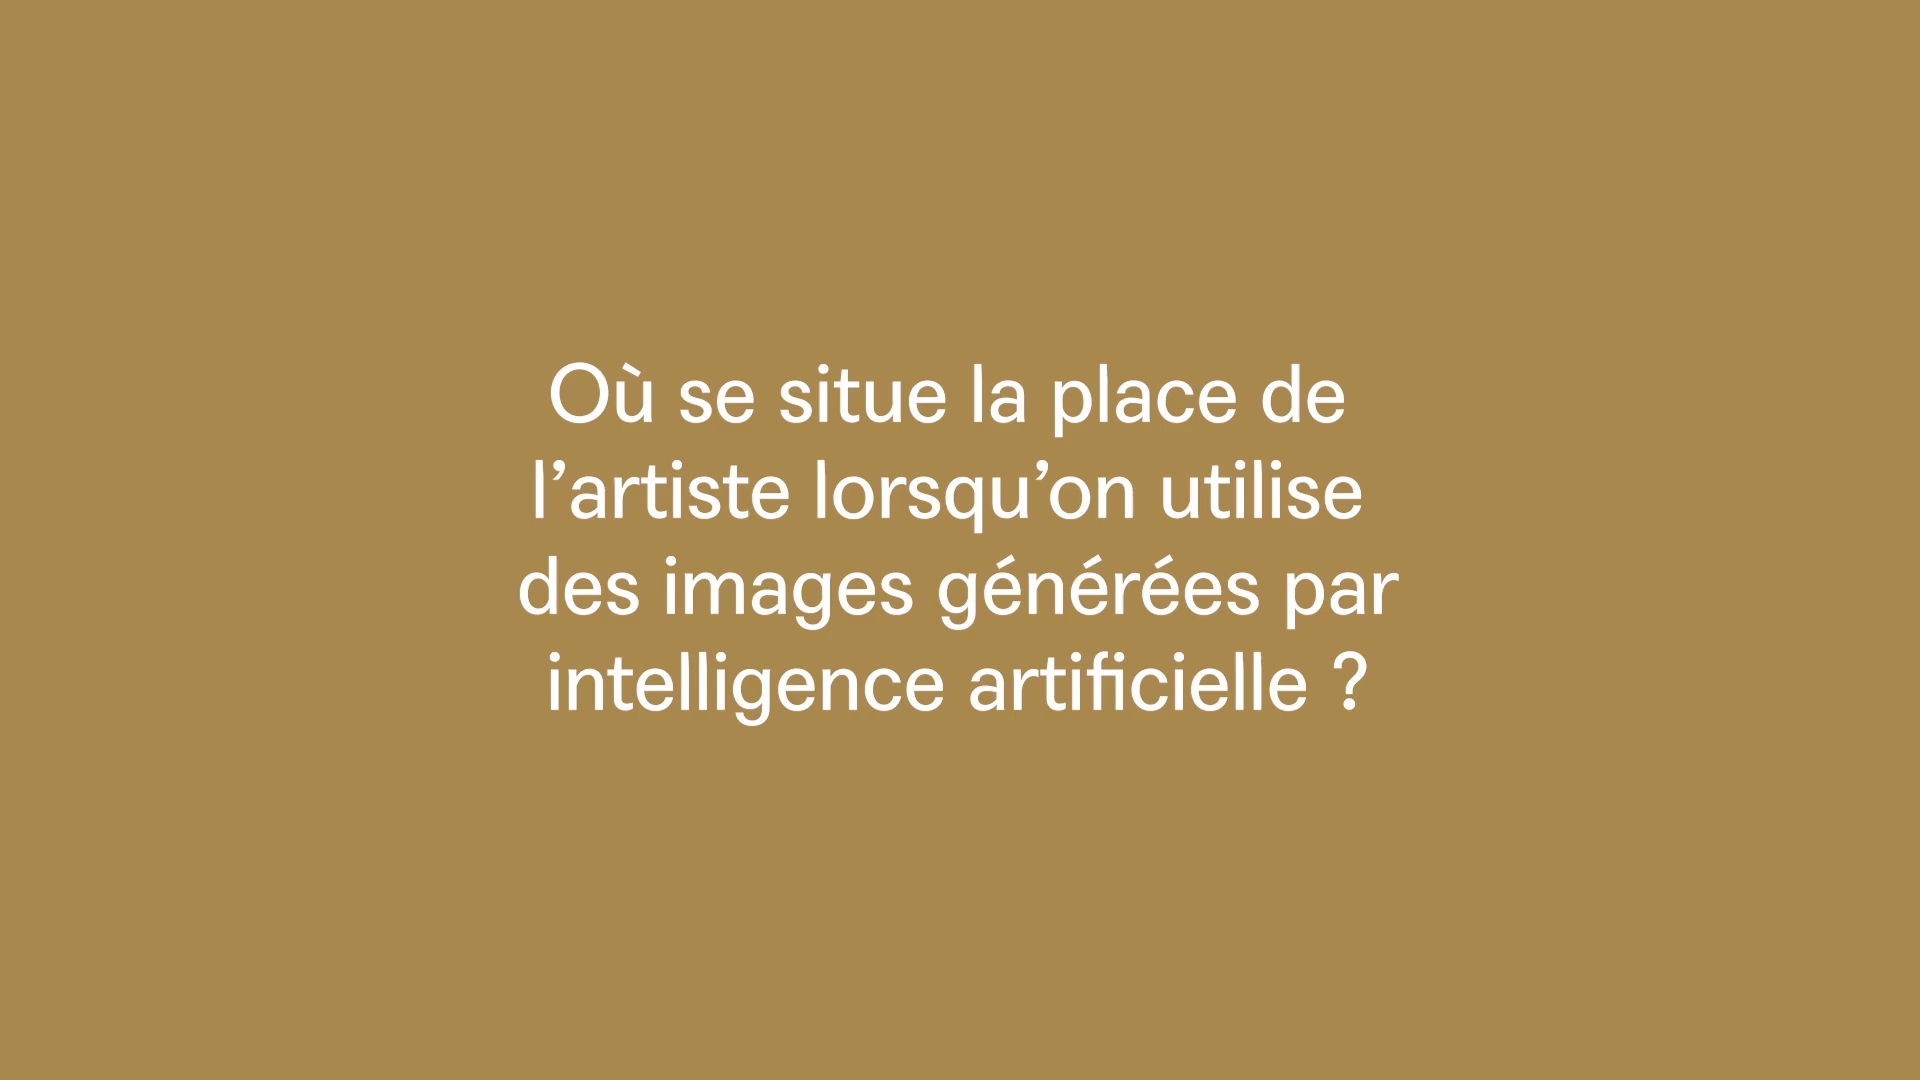 Où se situe la place de
l’artiste lorsqu’on utilise
des images générées par
intelligence artificielle ?